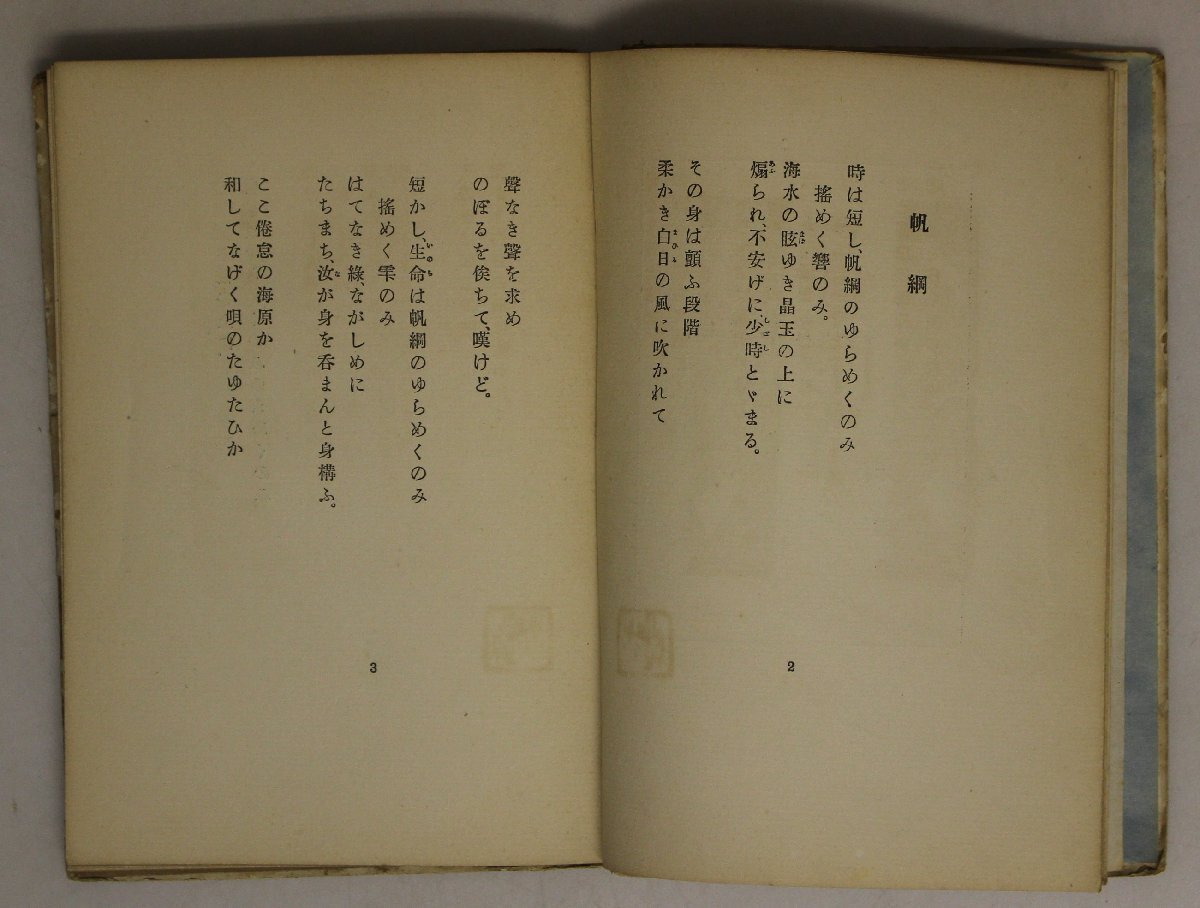 帆綱
時は短し、帆綱のゆらめくのみ
搖めく響のみ。
海水の眩ゆき晶玉の上に
煽られ、不安げに、少時とゞまる。
その身は顫ふ段階
柔かき白日の風に吹かれて
2
聲なき聲を求め
のぼるを俟ちて、嘆けど。
短かし、生命は帆綱のゆらめくのみ
搖めく雫のみ
はてなき綠、ながしめに
たちまち、汝が身を呑まんと身構ふ。
ここ倦怠の海原か
和してなげく唄のたゆたひか
3